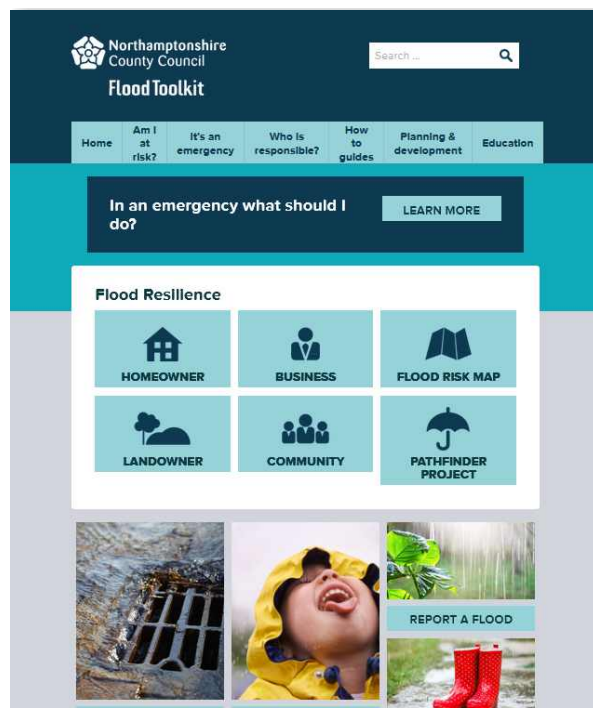 Northamptonshire
County Council
Flood Toolkit
Search ...
Home
Am I
at
risk?
It's an
emergency
Who is
responsible?
How
to
guides
Planning &
development
Education
In an emergency what should I
do?
LEARN MORE
Flood Resilience
HOMEOWNER
BUSINESS
FLOOD RISK MAP
LANDOWNER
COMMUNITY
PATHFINDER
PROJECT
REPORT A FLOOD